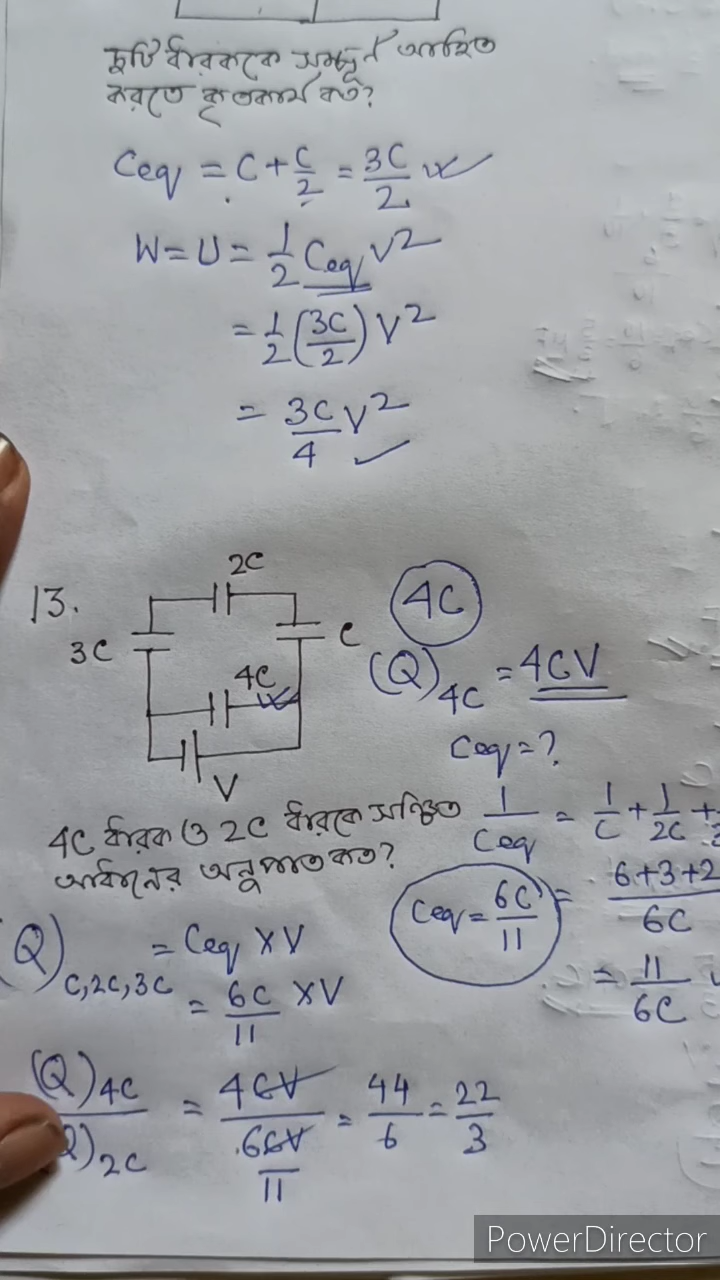 দুটি ধারককে সম্পূর্ন আহিত
করতে কৃতকার্য কত?
Ceq = C + C/2 = 3C/2
W = U = 1/2 Ceq V²
= 1/2 (3C/2) V²
= 3C/4 V²
13.
2C
3C
C
4C
V
4C
(Q)4C = 4CV
Ceq = ?
4C ধারক ও 2C ধারকে সঞ্চিত
আধানের অনুপাত কত?
1/Ceq = 1/C + 1/2C +
= 6+3+2/6C
= 11/6C
Ceq = 6C/11
Q)C,2C,3C = Ceq × V
= 6C/11 × V
(Q)4C/Q)2C = 4CV/6CV/11 = 44/6 = 22/3
PowerDirector